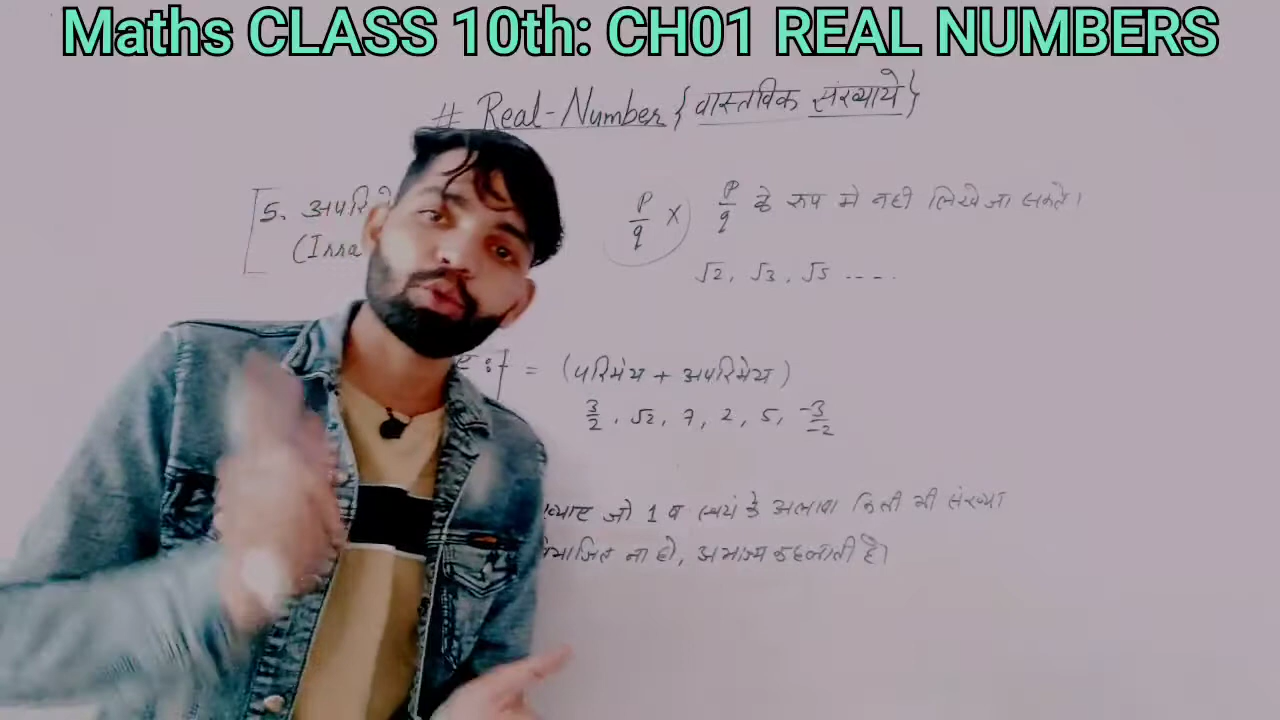 Maths CLASS 10th: CH01 REAL NUMBERS
# Real-Number {वास्तविक संख्याये}
5. अपरि
(Irra
p/q × p/q के रूप मे नही लिखे जा सकते।
√2, √3, √5 ----
= (परिमेय + अपरिमेय)
3/2, √2, 7, 2, 5, -3/-2
जो 1 व स्वयं के अलावा किसी भी संख्या
ना हो, अभाज्य कहलाती है।